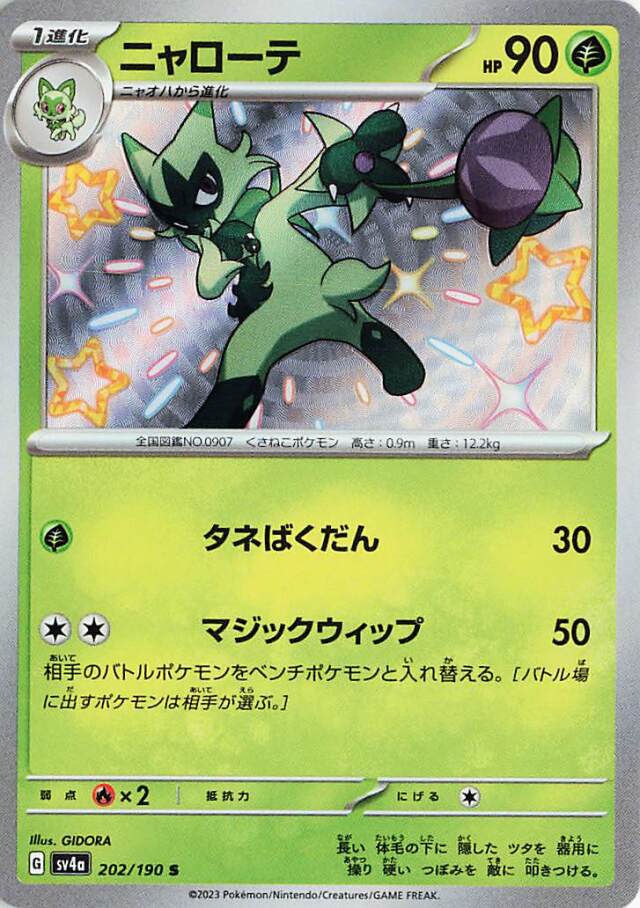 1進化
ニャローテ
HP90
ニャオハから進化
全国図鑑NO.0907 くさねこポケモン 高さ:0.9m 重さ:12.2kg
タネばくだん 30
マジックウィップ 50
相手のバトルポケモンをベンチポケモンと入れ替える。[バトル場
に出すポケモンは相手が選ぶ。]
弱点 ×2 抵抗力 にげる
Illus. GIDORA
G sv4a 202/190 S
長い 体毛の下に 隠した ツタを 器用に
操り 硬い つぼみを 敵に 叩きつける。
©2023 Pokémon/Nintendo/Creatures/GAME FREAK.